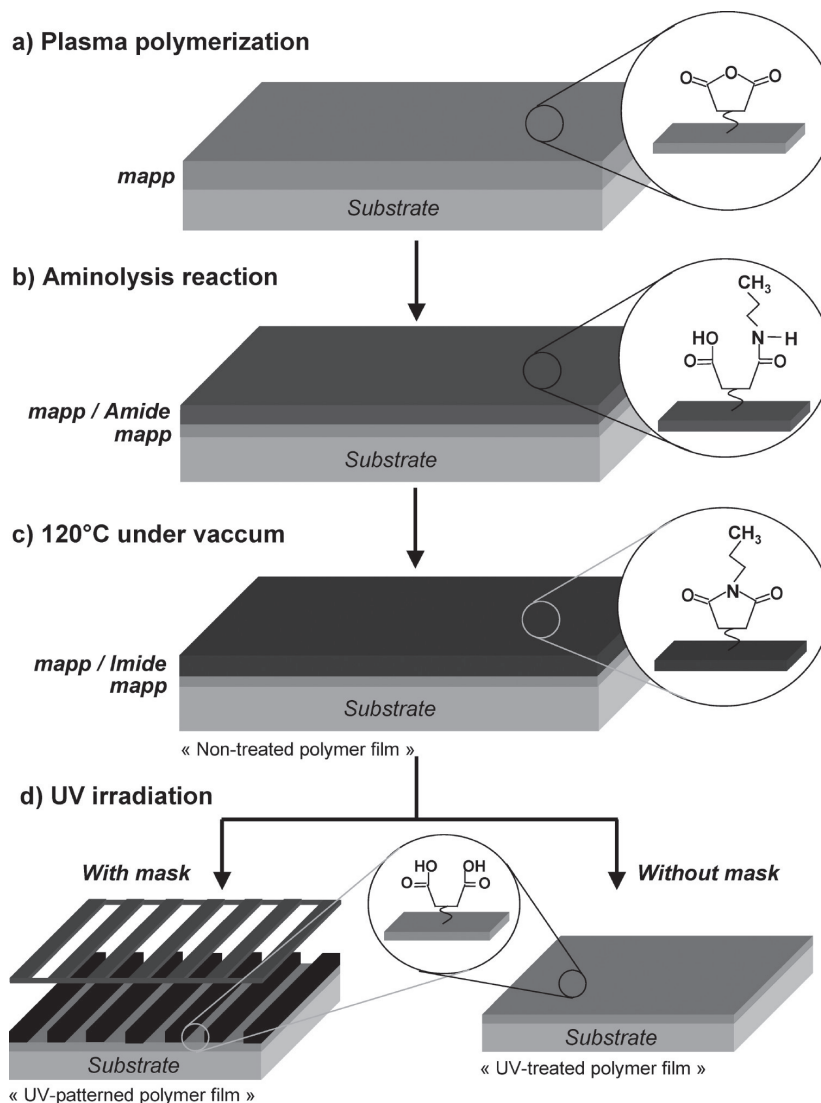 a) Plasma polymerization
O
O
O
mapp
Substrate
b) Aminolysis reaction
CH3
HO
N
H
O
O
mapp / Amide
mapp
Substrate
c) 120°C under vaccum
CH3
O
N
O
mapp / Imide
mapp
Substrate
« Non-treated polymer film »
d) UV irradiation
With mask
HO
OH
O
O
Without mask
Substrate
Substrate
« UV-patterned polymer film »
« UV-treated polymer film »